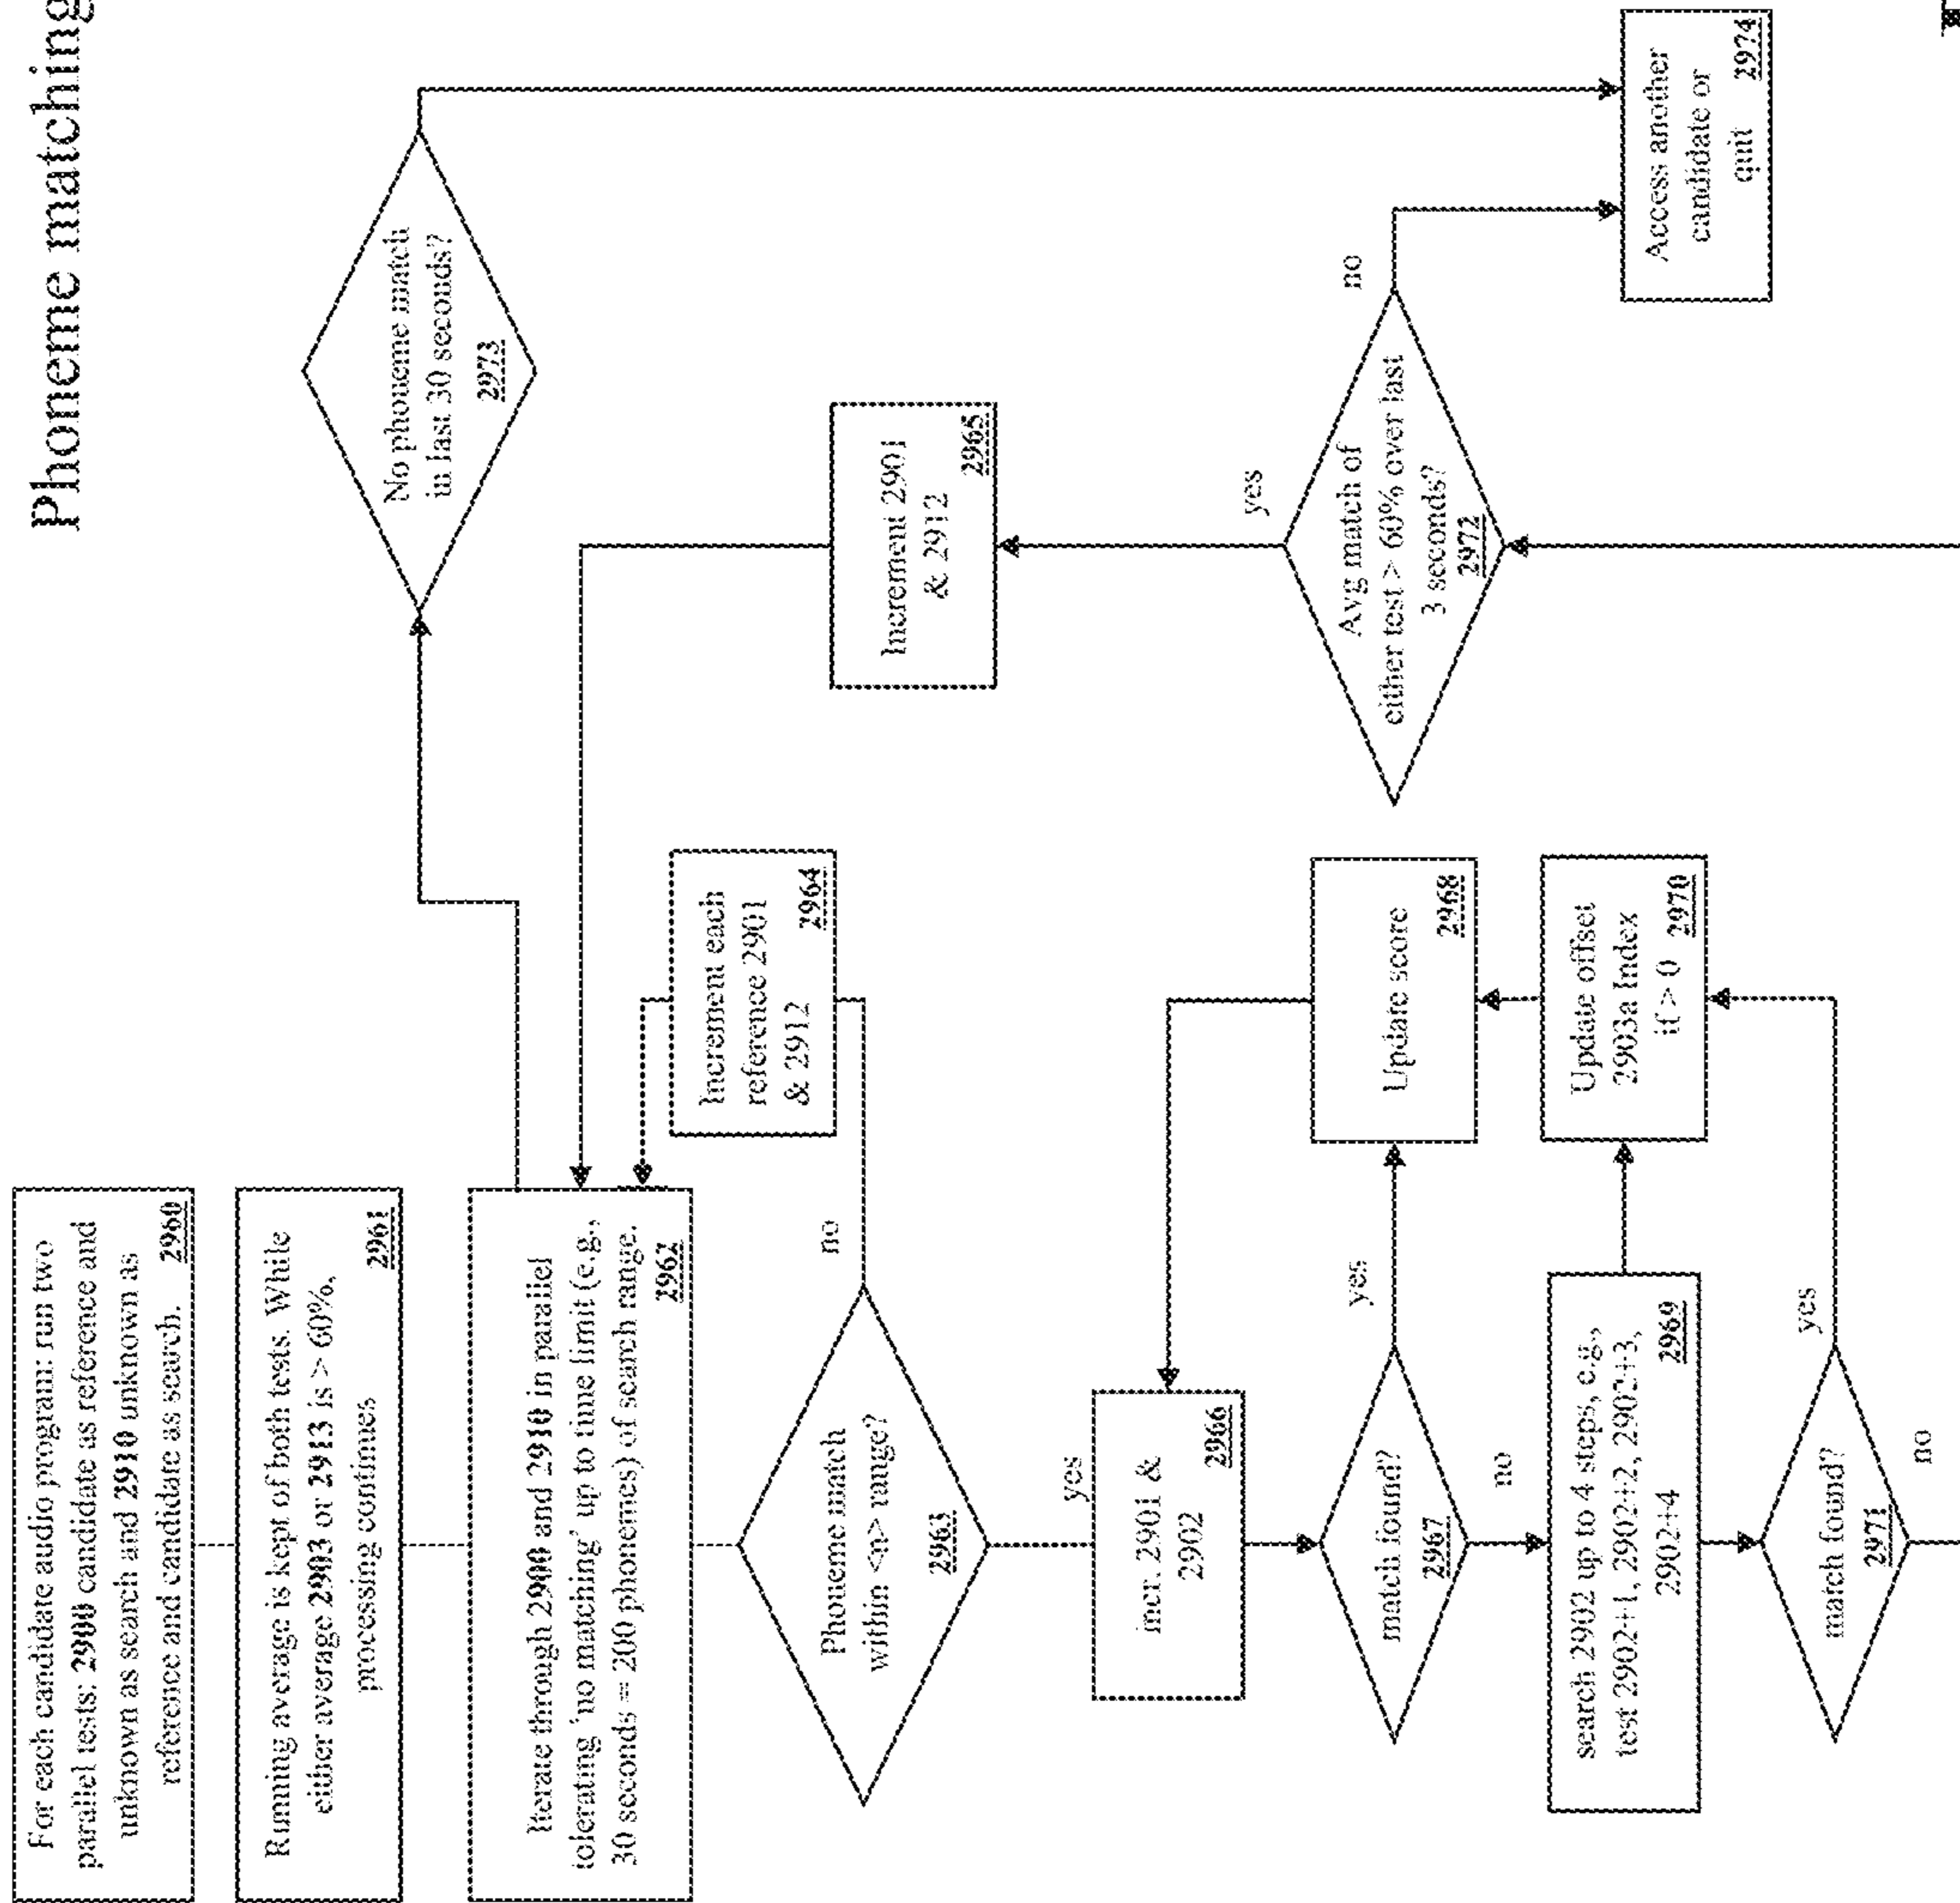 Phoneme matching
For each candidate audio program: run two
parallel tests: 2900 candidate as reference and
unknown as search and 2910 unknown as
reference and candidate as search.
2960
Running average is kept of both tests. While
either average 2903 or 2913 is > 60%,
processing continues
2961
Iterate through 2900 and 2910 in parallel
tolerating 'no matching' up to time limit (e.g.,
30 seconds = 200 phonemes) of search range.
2962
Phoneme match
within <p> range?
2963
no
yes
Increment each
reference 2901
& 2912
2964
incr. 2901 &
2902
2966
match found?
2967
yes
no
Update score
2968
search 2902 up to 4 steps, e.g.,
test 2902+1, 2902+2, 2902+3,
2902+4
2969
Update offset
2903a Index
if > 0
2970
match found?
2971
yes
no
No phoneme match
in last 30 seconds?
2973
Increment 2901
& 2912
2965
yes
Avg match of
either test > 60% over last
3 seconds?
2972
no
Access another
candidate or
quit
2974